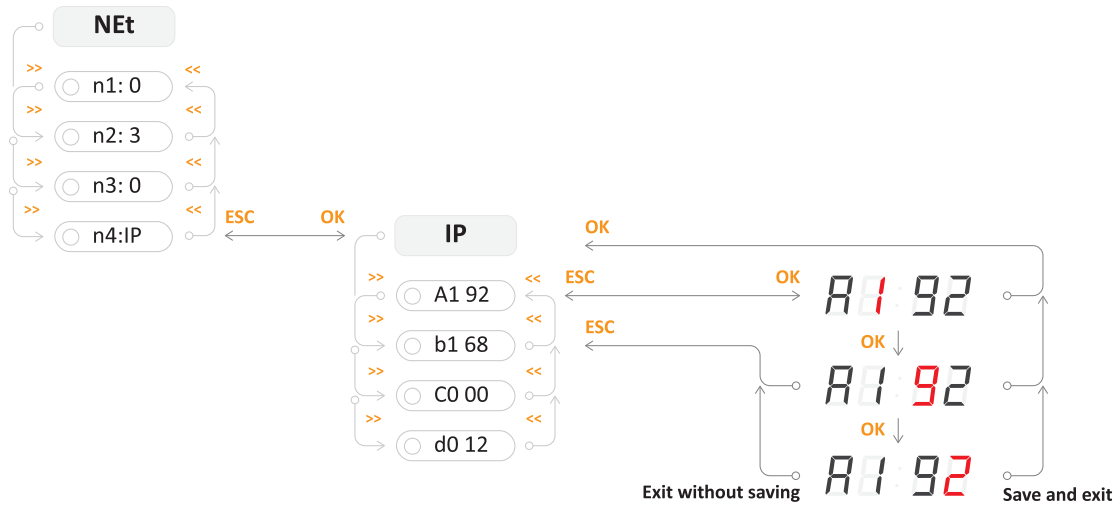 NEt
>> <<
n1: 0
>> <<
n2: 3
>> <<
n3: 0
>> <<
n4:IP
ESC OK
IP
OK
>> <<
A1 92
ESC OK
A1:92
>> <<
b1 68
ESC
OK
>> <<
C0 00
A1:92
>> <<
d0 12
OK
A1:92
Exit without saving
Save and exit